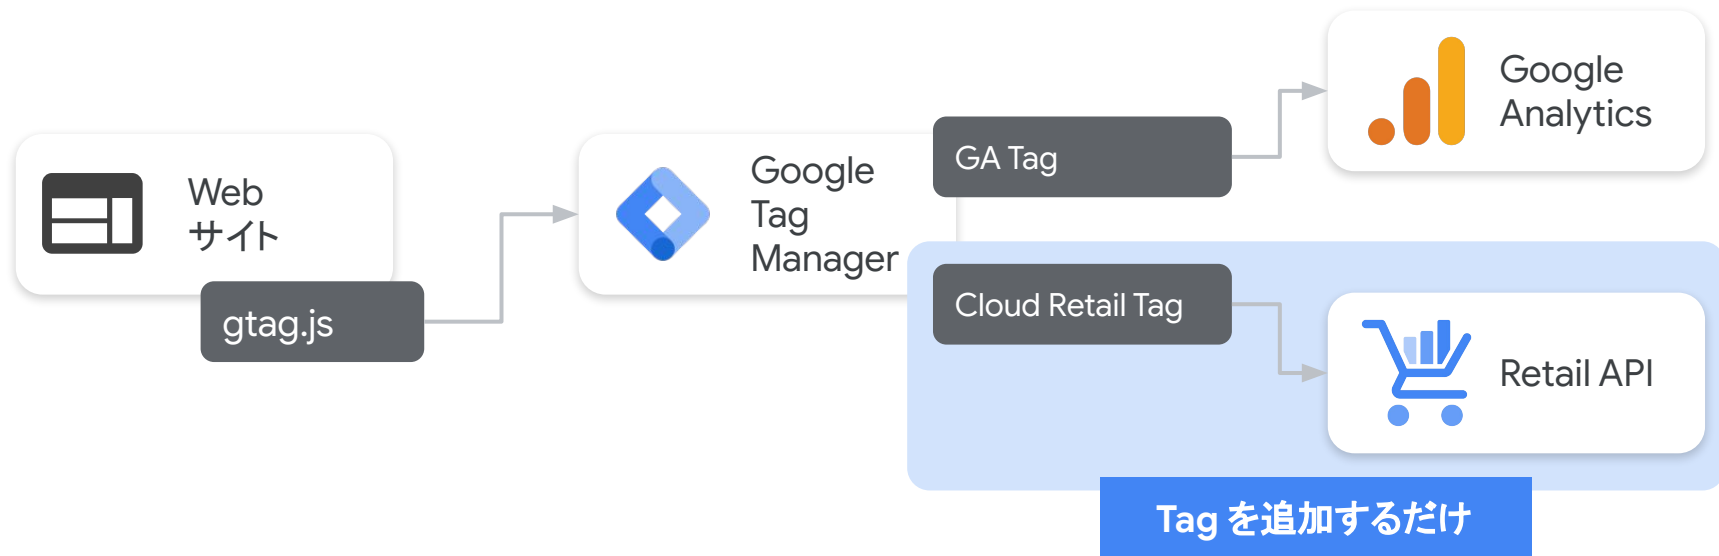 Web
サイト
gtag.js
Google
Tag
Manager
GA Tag
Cloud Retail Tag
Google
Analytics
Retail API
Tag を追加するだけ